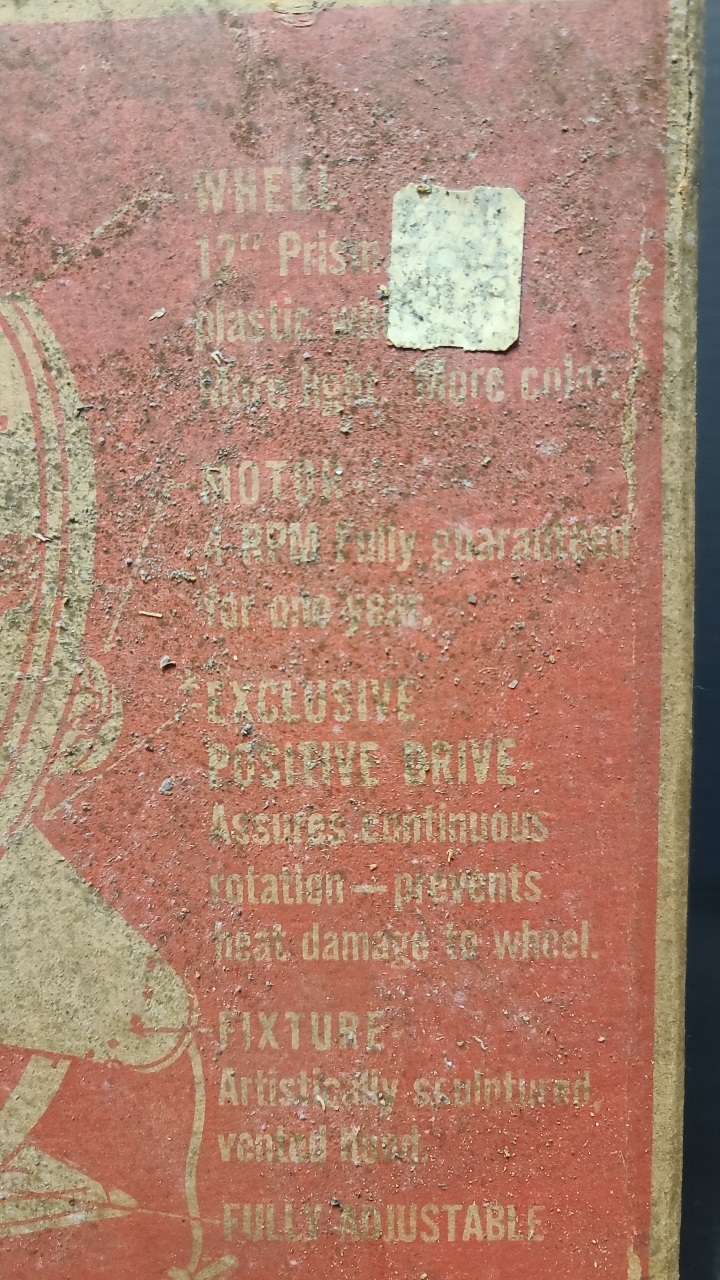 WHEEL
12" Prism
plastic
More light. More color.
MOTOR-
4 RPM Fully guaranteed
for one year.
EXCLUSIVE
POSITIVE DRIVE-
Assures continuous
rotation — prevents
heat damage to wheel.
FIXTURE-
Artistically sculptured,
vented hood.
FULLY ADJUSTABLE